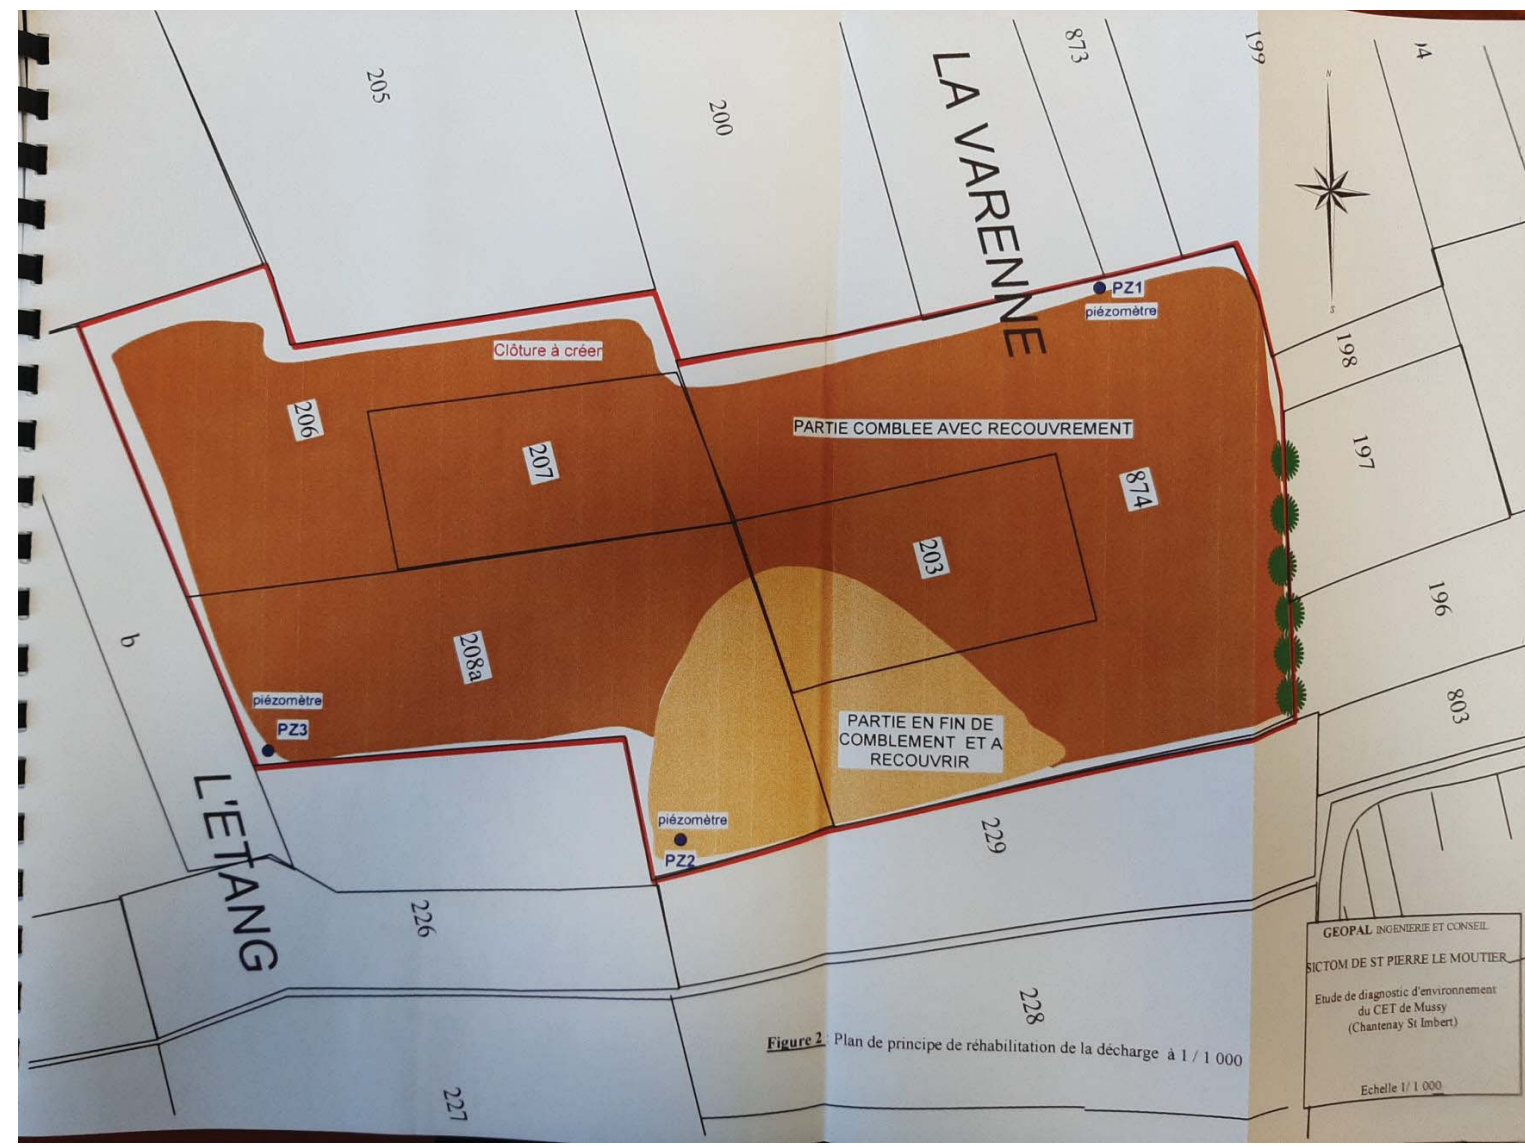 205
200
LA VARENNE
873
199
N
S
PZ1
piézomètre
198
Clôture à créer
206
207
PARTIE COMBLEE AVEC RECOUVREMENT
874
197
203
196
b
208a
803
piézomètre
PZ3
PARTIE EN FIN DE
COMBLEMENT ET A
RECOUVRIR
L'ETANG
piézomètre
PZ2
229
226
228
227
Figure 2 : Plan de principe de réhabilitation de la décharge à 1 / 1 000
GEOPAL INGENIERIE ET CONSEIL
SICTOM DE ST PIERRE LE MOUTIER
Etude de diagnostic d'environnement
du CET de Mussy
(Chantenay St Imbert)
Echelle 1/ 1 000